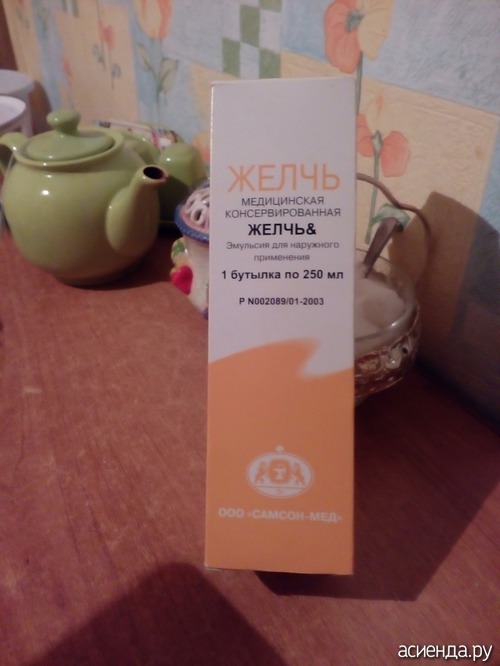 ЖЕЛЧЬ
МЕДИЦИНСКАЯ
КОНСЕРВИРОВАННАЯ
ЖЕЛЧЬ&
Эмульсия для наружного
применения
1 бутылка по 250 мл
Р N002089/01-2003
ООО «САМСОН-МЕД»
асиенда.ру